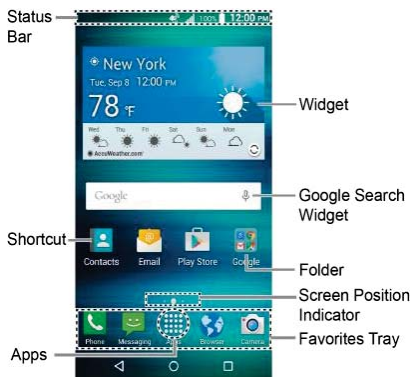 Status Bar
100% 12:00 PM
New York
Tue, Sep 8 12:00 PM
78 °F
Widget
Wed Thu Fri Sat Sun Mon
AccuWeather.com
Google
Google Search Widget
Shortcut
Contacts Email Play Store Google
Folder
Screen Position Indicator
Phone Messaging Apps Browser Camera
Favorites Tray
Apps